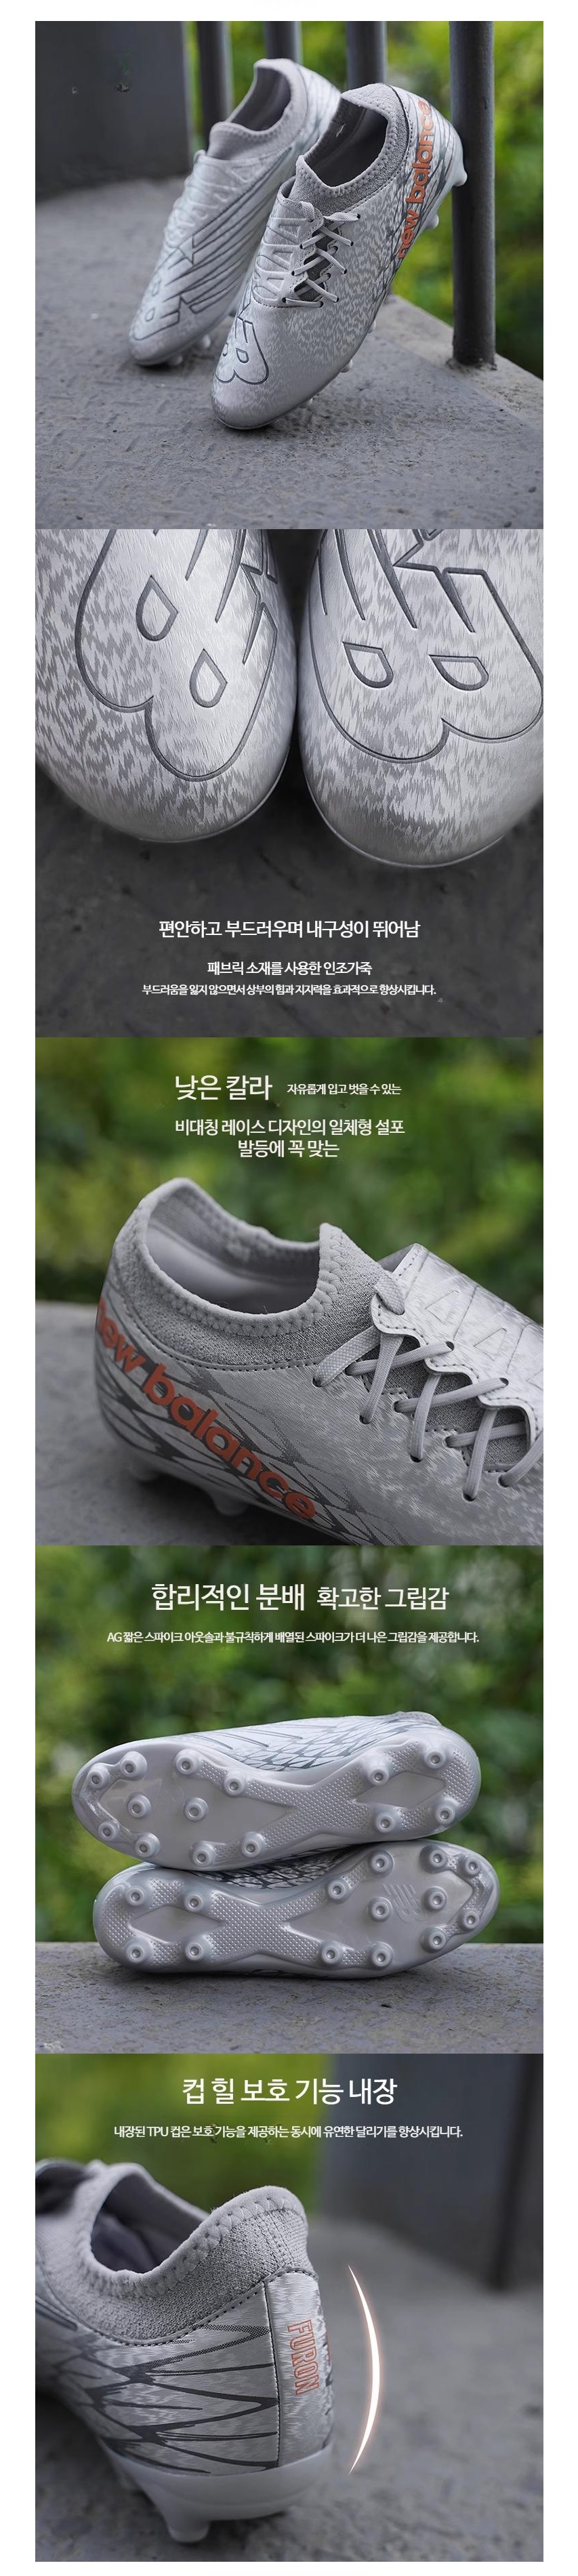 new balance
편안하고 부드러우며 내구성이 뛰어남
패브릭 소재를 사용한 인조가죽
부드러움을 잃지 않으면서 상부의 힘과 지지력을 효과적으로 향상시킵니다.
낮은 칼라 자유롭게 입고 벗을 수 있는
비대칭 레이스 디자인의 일체형 설포
발등에 꼭 맞는
new balance
합리적인 분배 확고한 그립감
AG 짧은 스파이크 아웃솔과 불규칙하게 배열된 스파이크가 더 나은 그립감을 제공합니다.
컵 힐 보호 기능 내장
내장된 TPU 컵은 보호 기능을 제공하는 동시에 유연한 달리기를 향상시킵니다.
FURON